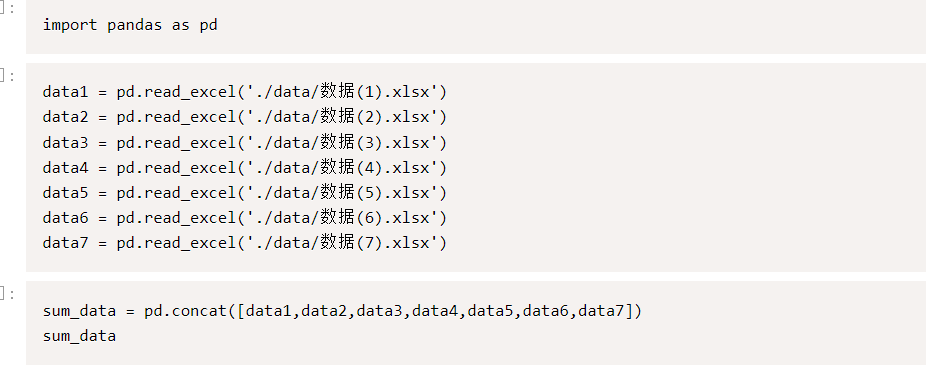 ]:
import pandas as pd
]:
data1 = pd.read_excel('./data/数据(1).xlsx')
data2 = pd.read_excel('./data/数据(2).xlsx')
data3 = pd.read_excel('./data/数据(3).xlsx')
data4 = pd.read_excel('./data/数据(4).xlsx')
data5 = pd.read_excel('./data/数据(5).xlsx')
data6 = pd.read_excel('./data/数据(6).xlsx')
data7 = pd.read_excel('./data/数据(7).xlsx')
]:
sum_data = pd.concat([data1,data2,data3,data4,data5,data6,data7])
sum_data